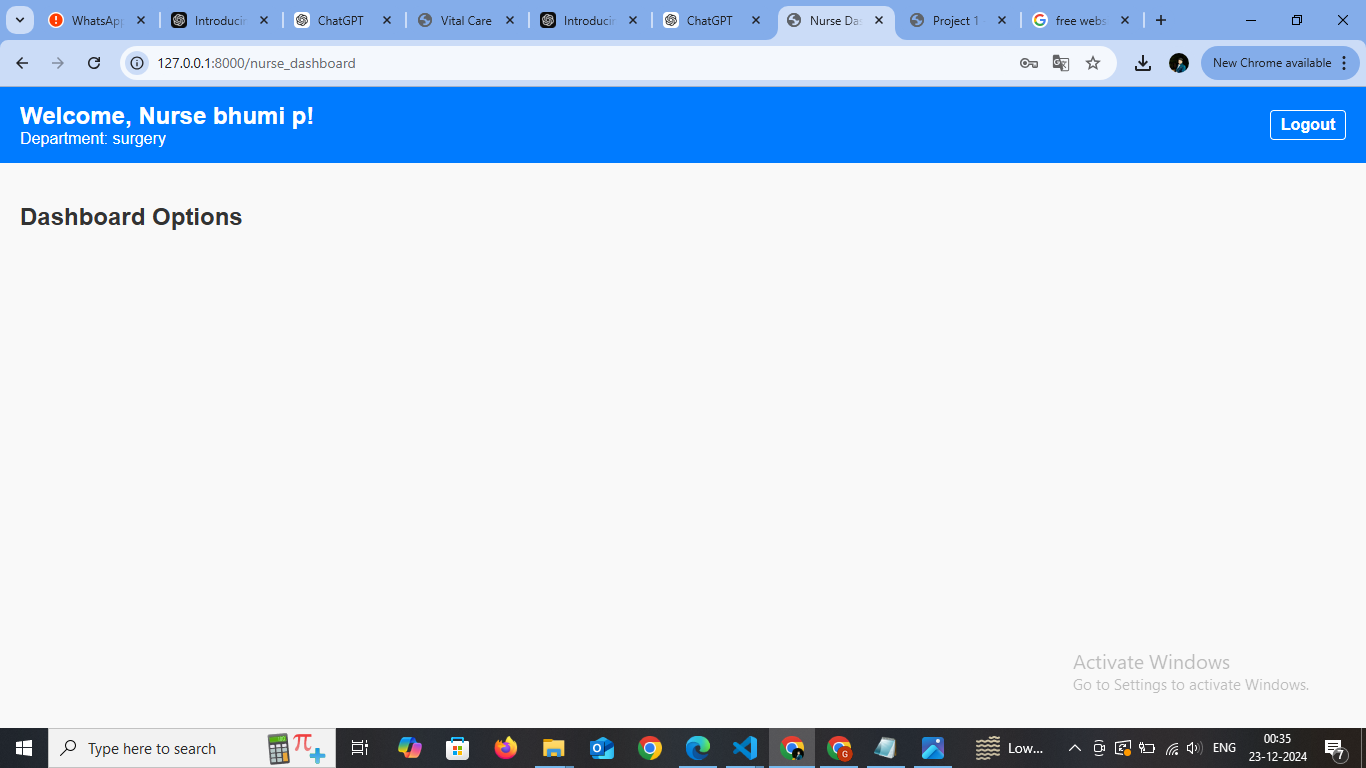 WhatsApp
Introducin
ChatGPT
Vital Care
Introducin
ChatGPT
Nurse Das
Project 1
free webs
127.0.0.1:8000/nurse_dashboard
New Chrome available
Welcome, Nurse bhumi p!
Department: surgery
Logout
Dashboard Options
Activate Windows
Go to Settings to activate Windows.
Type here to search
G
Low...
ENG
00:35
23-12-2024
7